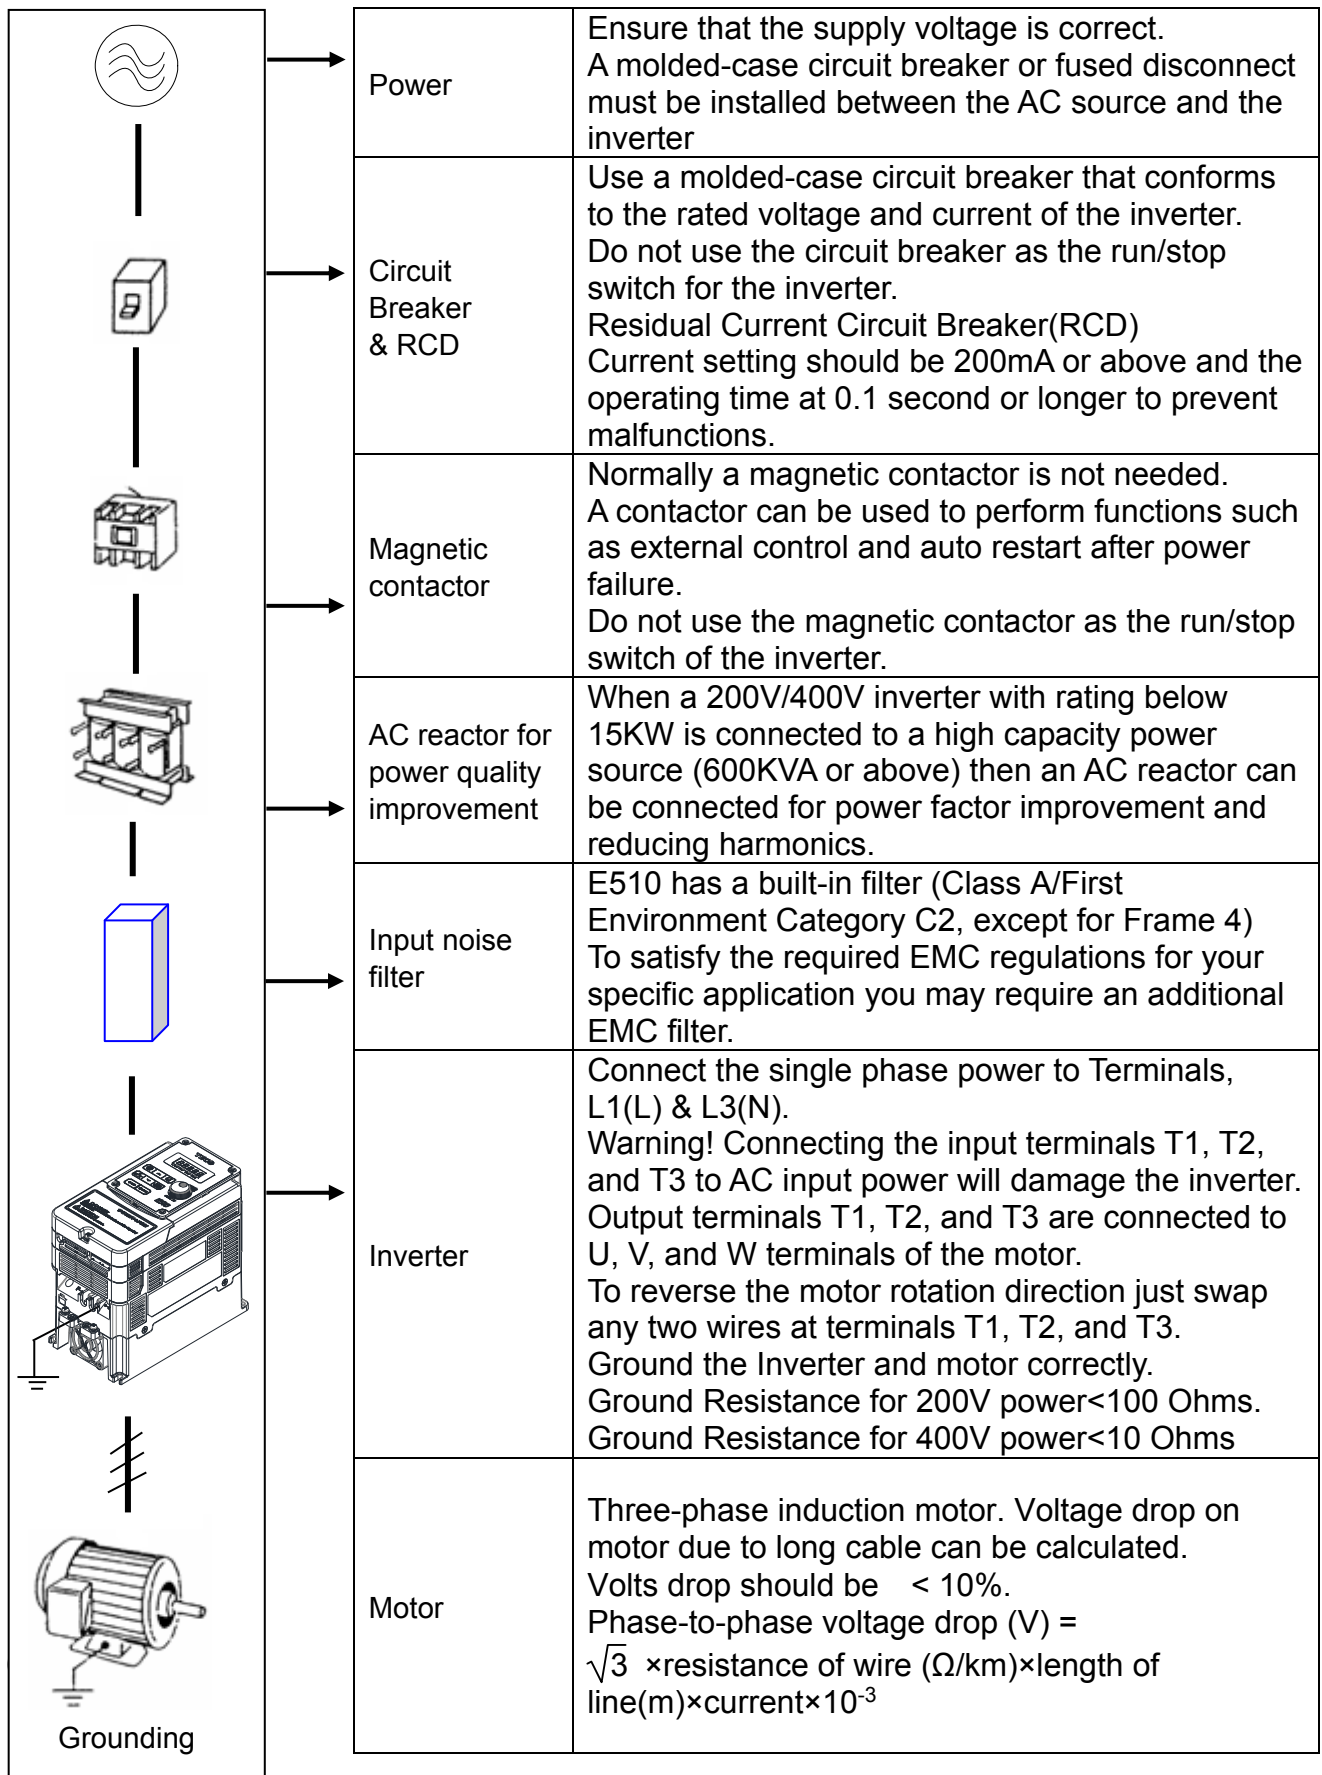 Power
Ensure that the supply voltage is correct.
A molded-case circuit breaker or fused disconnect
must be installed between the AC source and the
inverter
Circuit
Breaker
& RCD
Use a molded-case circuit breaker that conforms
to the rated voltage and current of the inverter.
Do not use the circuit breaker as the run/stop
switch for the inverter.
Residual Current Circuit Breaker(RCD)
Current setting should be 200mA or above and the
operating time at 0.1 second or longer to prevent
malfunctions.
Magnetic
contactor
Normally a magnetic contactor is not needed.
A contactor can be used to perform functions such
as external control and auto restart after power
failure.
Do not use the magnetic contactor as the run/stop
switch of the inverter.
AC reactor for
power quality
improvement
When a 200V/400V inverter with rating below
15KW is connected to a high capacity power
source (600KVA or above) then an AC reactor can
be connected for power factor improvement and
reducing harmonics.
Input noise
filter
E510 has a built-in filter (Class A/First
Environment Category C2, except for Frame 4)
To satisfy the required EMC regulations for your
specific application you may require an additional
EMC filter.
Inverter
Connect the single phase power to Terminals,
L1(L) & L3(N).
Warning! Connecting the input terminals T1, T2,
and T3 to AC input power will damage the inverter.
Output terminals T1, T2, and T3 are connected to
U, V, and W terminals of the motor.
To reverse the motor rotation direction just swap
any two wires at terminals T1, T2, and T3.
Ground the Inverter and motor correctly.
Ground Resistance for 200V power<100 Ohms.
Ground Resistance for 400V power<10 Ohms
Motor
Three-phase induction motor. Voltage drop on
motor due to long cable can be calculated.
Volts drop should be < 10%.
Phase-to-phase voltage drop (V) =
√3 ×resistance of wire (Ω/km)×length of
line(m)×current×10⁻³
Grounding